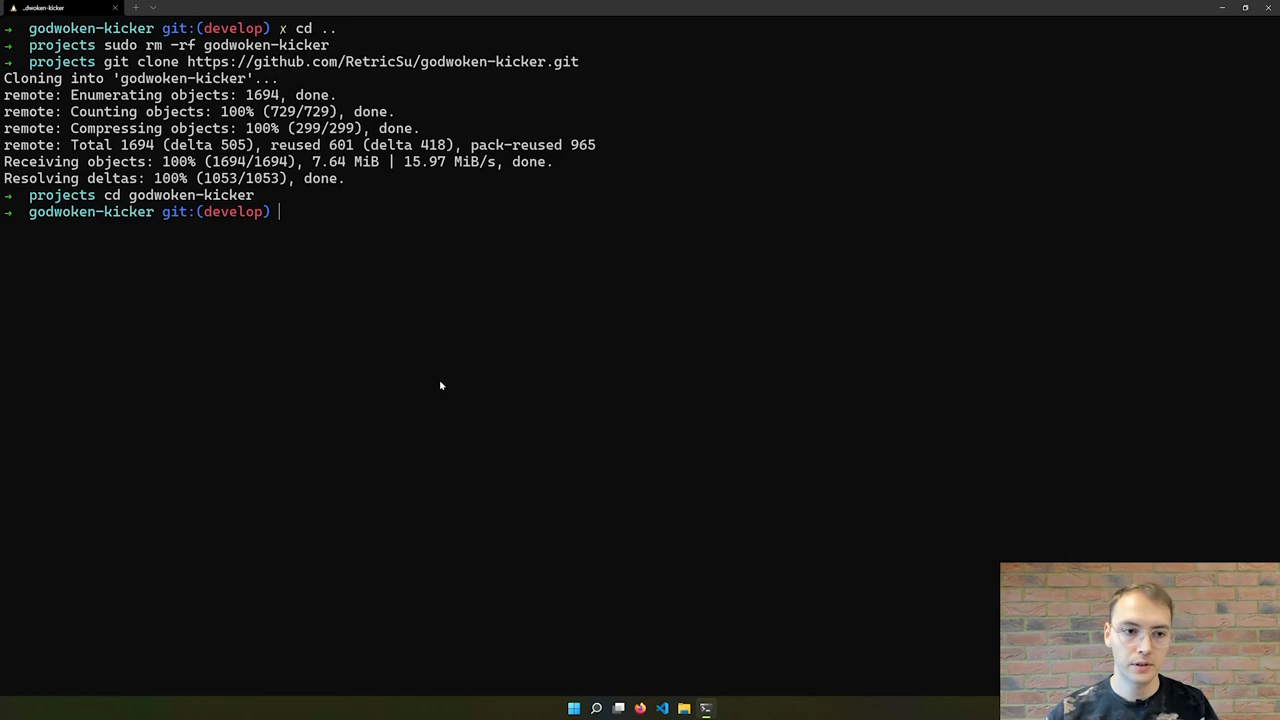 ..dwoken-kicker
→ godwoken-kicker git:(develop) ✗ cd ..
→ projects sudo rm -rf godwoken-kicker
→ projects git clone https://github.com/RetricSu/godwoken-kicker.git
Cloning into 'godwoken-kicker'...
remote: Enumerating objects: 1694, done.
remote: Counting objects: 100% (729/729), done.
remote: Compressing objects: 100% (299/299), done.
remote: Total 1694 (delta 505), reused 601 (delta 418), pack-reused 965
Receiving objects: 100% (1694/1694), 7.64 MiB | 15.97 MiB/s, done.
Resolving deltas: 100% (1053/1053), done.
→ projects cd godwoken-kicker
→ godwoken-kicker git:(develop)